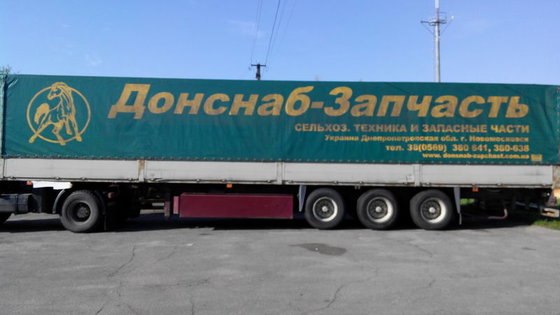 Донснаб-Запчасть
СЕЛЬХОЗ. ТЕХНИКА И ЗАПАСНЫЕ ЧАСТИ
Украина Днепропетровская обл. г. Новомосковск
тел. 38(0569) 380 641, 380-638
www.donsnab-zapchast.com.ua